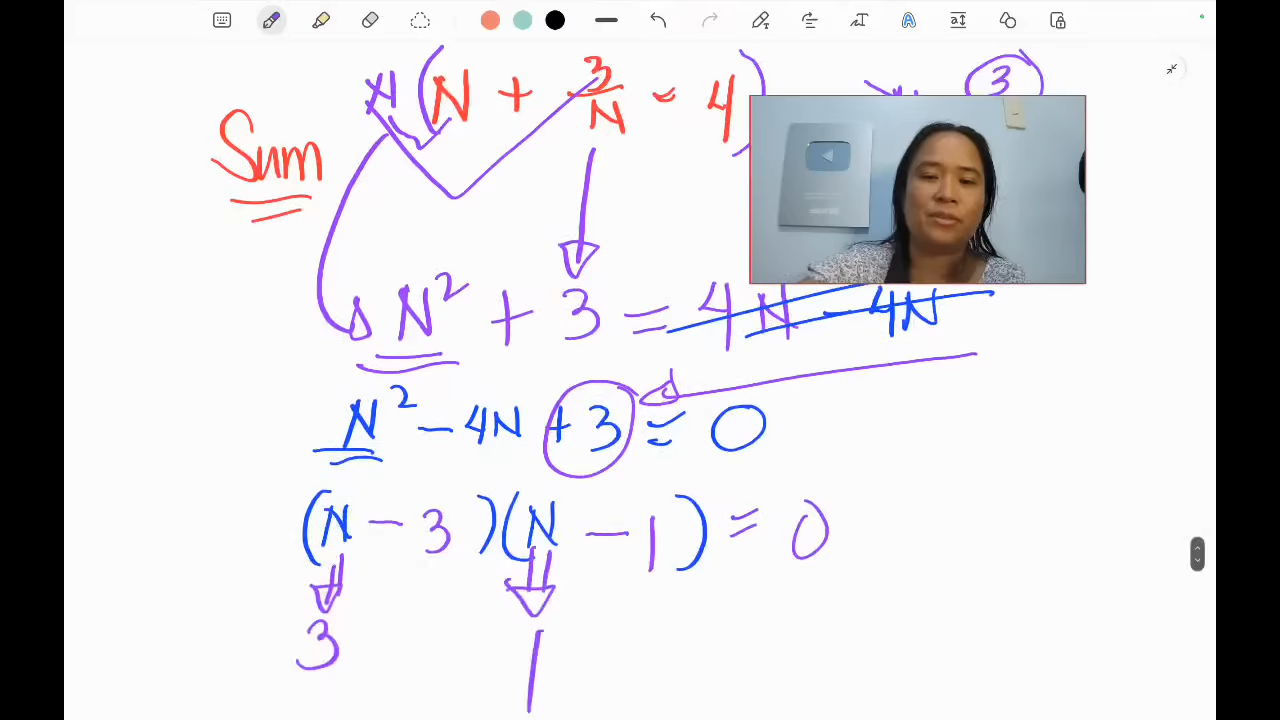 N(N + 3/N = 4) 3
Sum
N² + 3 = 4N - 4N
N² - 4N + 3 = 0
(N - 3)(N - 1) = 0
3 1